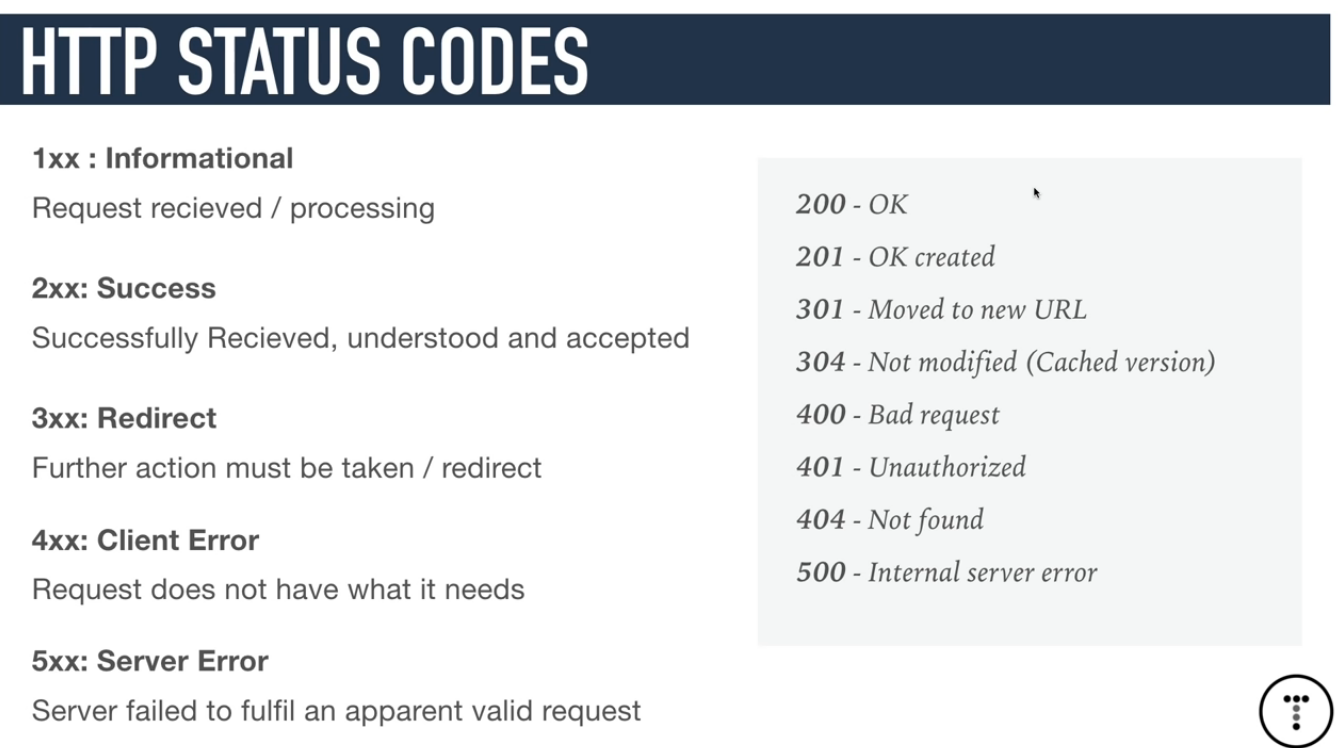 HTTP STATUS CODES
1xx : Informational
Request recieved / processing
2xx: Success
Successfully Recieved, understood and accepted
3xx: Redirect
Further action must be taken / redirect
4xx: Client Error
Request does not have what it needs
5xx: Server Error
Server failed to fulfil an apparent valid request
200 - OK
201 - OK created
301 - Moved to new URL
304 - Not modified (Cached version)
400 - Bad request
401 - Unauthorized
404 - Not found
500 - Internal server error